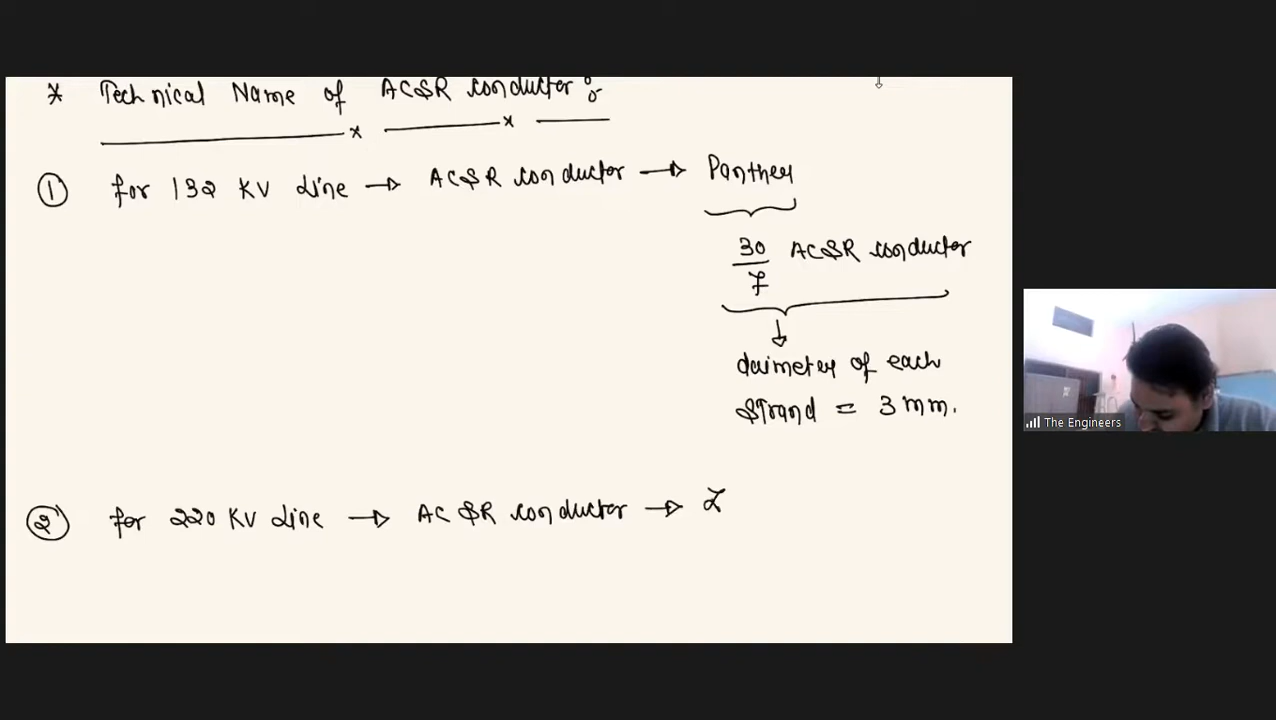 * Technical Name of ACSR conductor :
① for 132 KV Line → ACSR conductor → Panther
30/7 ACSR conductor
daimeter of each
strand = 3 mm.
② for 220 KV Line → ACSR conductor → Z
The Engineers